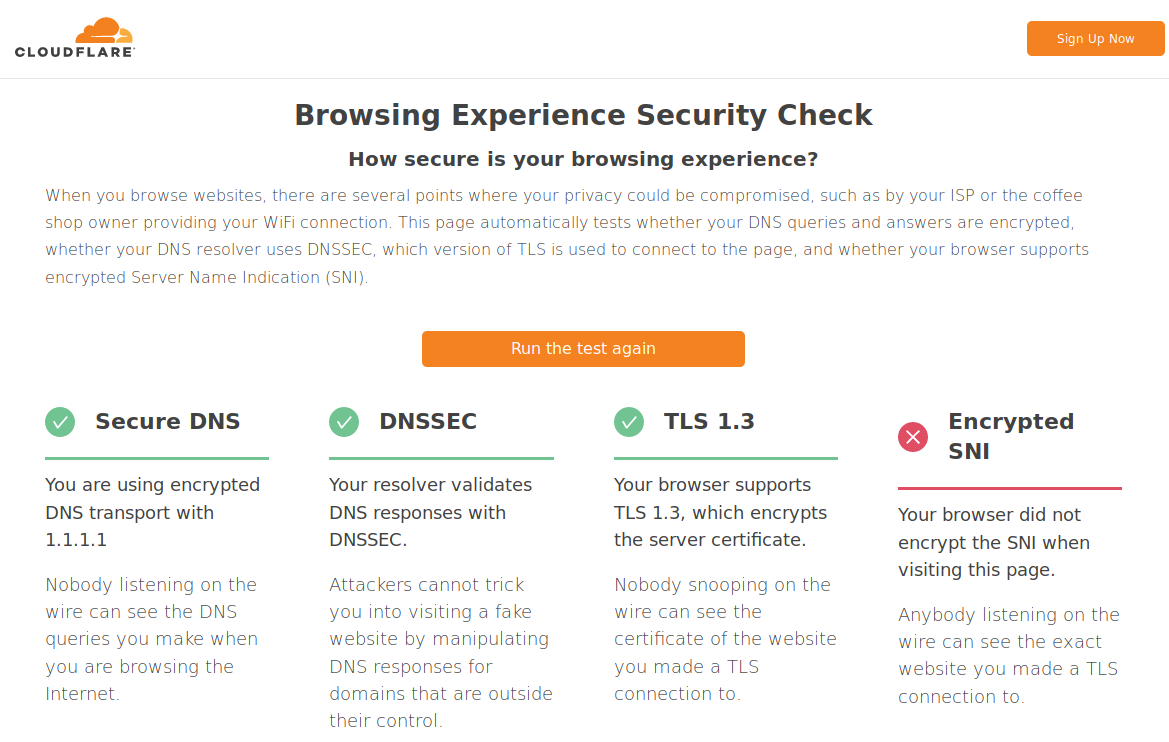 CLOUDFLARE
Sign Up Now
Browsing Experience Security Check
How secure is your browsing experience?
When you browse websites, there are several points where your privacy could be compromised, such as by your ISP or the coffee
shop owner providing your WiFi connection. This page automatically tests whether your DNS queries and answers are encrypted,
whether your DNS resolver uses DNSSEC, which version of TLS is used to connect to the page, and whether your browser supports
encrypted Server Name Indication (SNI).
Run the test again
Secure DNS
You are using encrypted
DNS transport with
1.1.1.1
Nobody listening on the
wire can see the DNS
queries you make when
you are browsing the
Internet.
DNSSEC
Your resolver validates
DNS responses with
DNSSEC.
Attackers cannot trick
you into visiting a fake
website by manipulating
DNS responses for
domains that are outside
their control.
TLS 1.3
Your browser supports
TLS 1.3, which encrypts
the server certificate.
Nobody snooping on the
wire can see the
certificate of the website
you made a TLS
connection to.
Encrypted
SNI
Your browser did not
encrypt the SNI when
visiting this page.
Anybody listening on the
wire can see the exact
website you made a TLS
connection to.